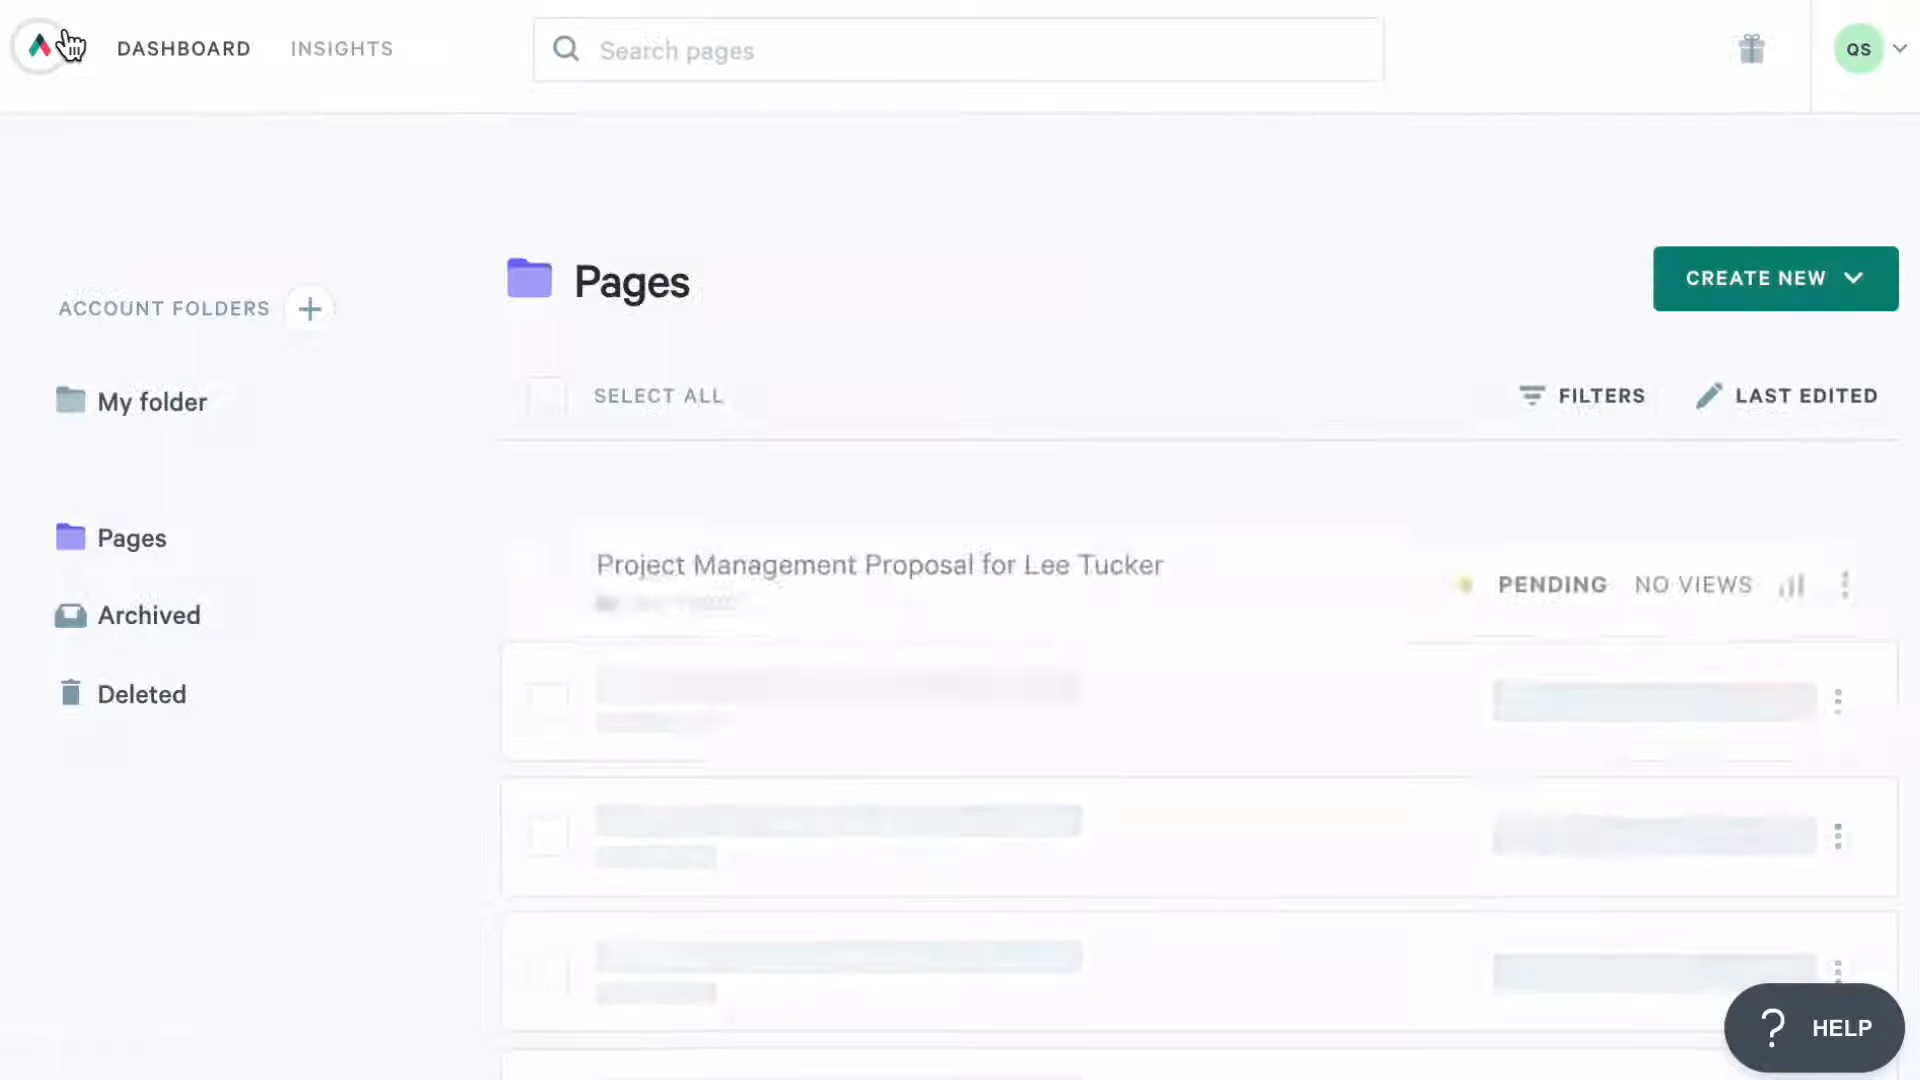 DASHBOARD
INSIGHTS
Search pages
QS
ACCOUNT FOLDERS
My folder
Pages
Archived
Deleted
Pages
CREATE NEW
SELECT ALL
FILTERS
LAST EDITED
Project Management Proposal for Lee Tucker
PENDING
NO VIEWS
? HELP